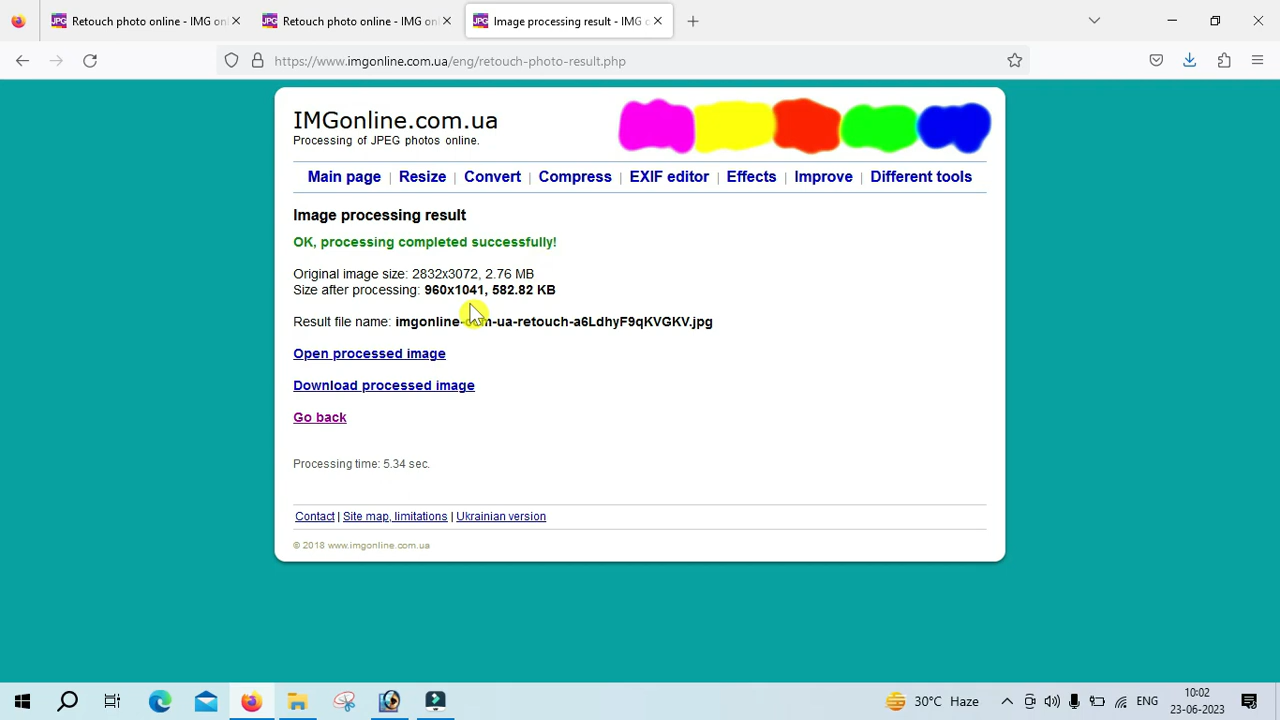 Retouch photo online - IMG onl
Retouch photo online - IMG onl
Image processing result - IMG o
https://www.imgonline.com.ua/eng/retouch-photo-result.php
IMGonline.com.ua
Processing of JPEG photos online.
Main page | Resize | Convert | Compress | EXIF editor | Effects | Improve | Different tools
Image processing result
OK, processing completed successfully!
Original image size: 2832x3072, 2.76 MB
Size after processing: 960x1041, 582.82 KB
Result file name: imgonline-com-ua-retouch-a6LdhyF9qKVGKV.jpg
Open processed image
Download processed image
Go back
Processing time: 5.34 sec.
Contact | Site map, limitations | Ukrainian version
© 2018 www.imgonline.com.ua
30°C Haze
ENG
10:02
23-06-2023